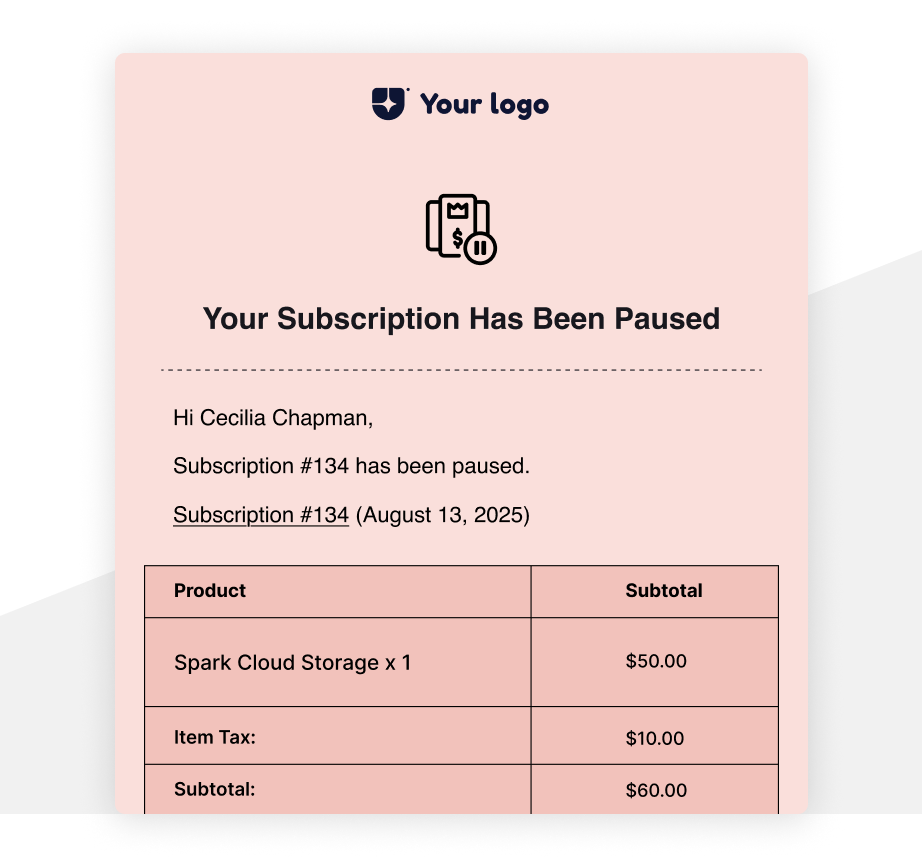 Your logo
$
Your Subscription Has Been Paused
Hi Cecilia Chapman,
Subscription #134 has been paused.
Subscription #134 (August 13, 2025)
Product Subtotal
Spark Cloud Storage x 1 $50.00
Item Tax: $10.00
Subtotal: $60.00